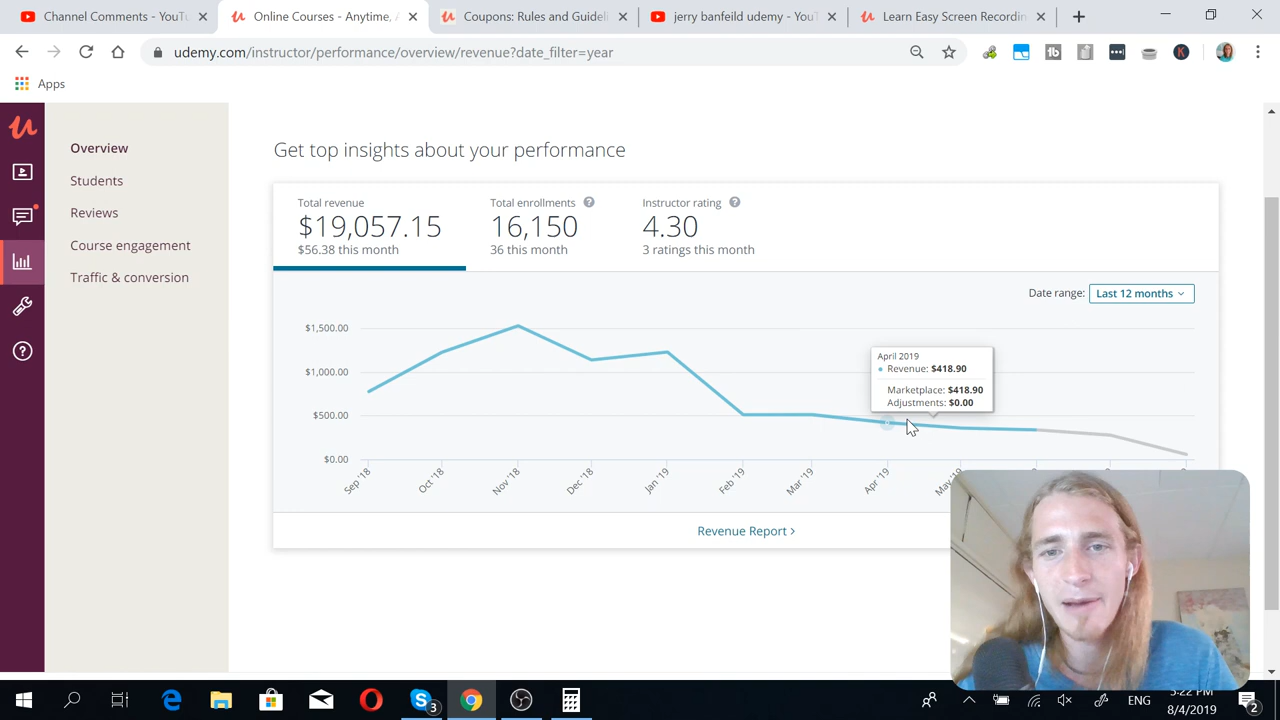 Channel Comments - YouTu
Online Courses - Anytime, A
Coupons: Rules and Guideli
jerry banfeild udemy - YouT
Learn Easy Screen Recordin
udemy.com/instructor/performance/overview/revenue?date_filter=year
Apps
Overview
Students
Reviews
Course engagement
Traffic & conversion
Get top insights about your performance
Total revenue
$19,057.15
$56.38 this month
Total enrollments ?
16,150
36 this month
Instructor rating ?
4.30
3 ratings this month
Date range: Last 12 months
$1,500.00
$1,000.00
$500.00
$0.00
April 2019
Revenue: $418.90
Marketplace: $418.90
Adjustments: $0.00
Sep '18
Oct '18
Nov '18
Dec '18
Jan '19
Feb '19
Mar '19
Apr '19
Revenue Report >
3
ENG
3:22 PM
8/4/2019
2